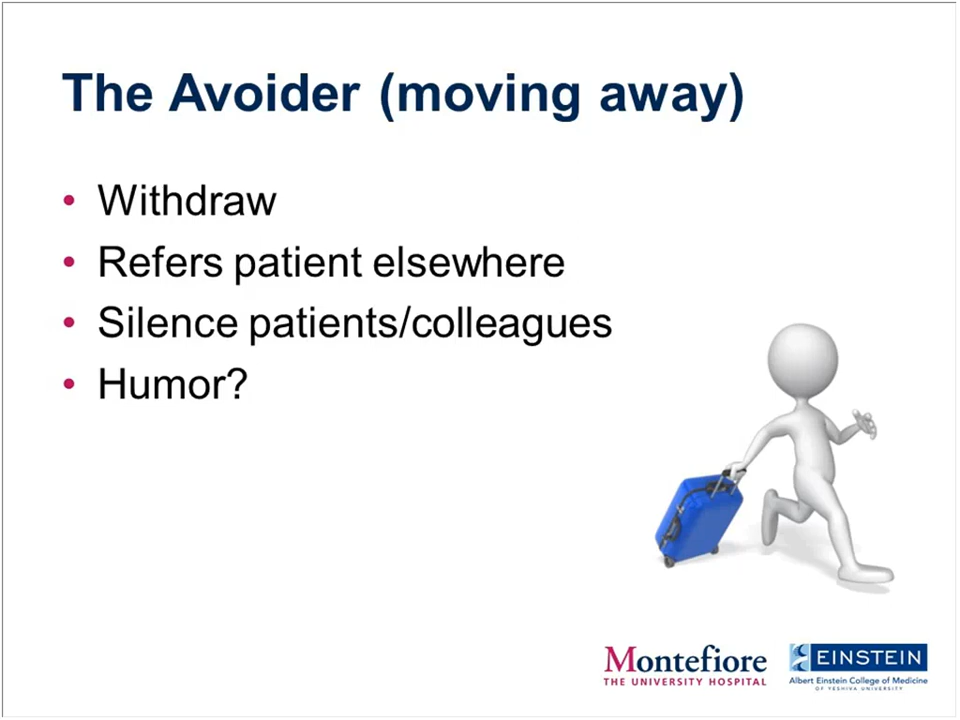 The Avoider (moving away)
• Withdraw
• Refers patient elsewhere
• Silence patients/colleagues
• Humor?
Montefiore
THE UNIVERSITY HOSPITAL
EINSTEIN
Albert Einstein College of Medicine
OF YESHIVA UNIVERSITY